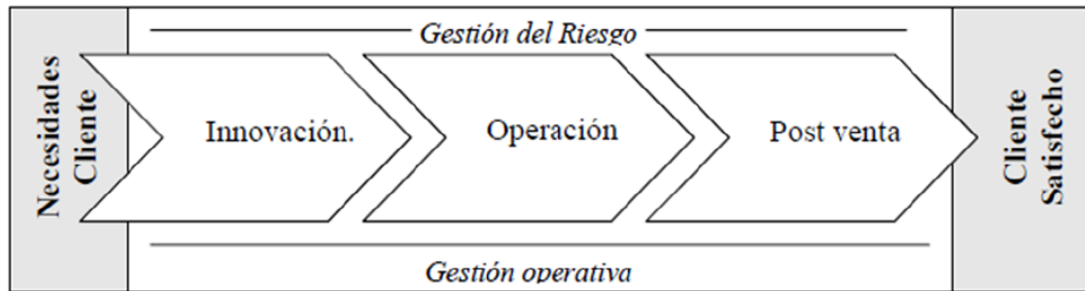 Gestión del Riesgo
Necesidades
Cliente
Innovación.
Operación
Post venta
Cliente
Satisfecho
Gestión operativa